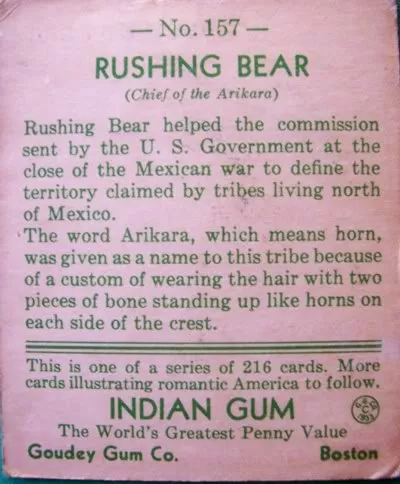 — No. 157 —
RUSHING BEAR
(Chief of the Arikara)
Rushing Bear helped the commission
sent by the U. S. Government at the
close of the Mexican war to define the
territory claimed by tribes living north
of Mexico.
The word Arikara, which means horn,
was given as a name to this tribe because
of a custom of wearing the hair with two
pieces of bone standing up like horns on
each side of the crest.
This is one of a series of 216 cards. More
cards illustrating romantic America to follow.
INDIAN GUM
The World's Greatest Penny Value
Goudey Gum Co. Boston